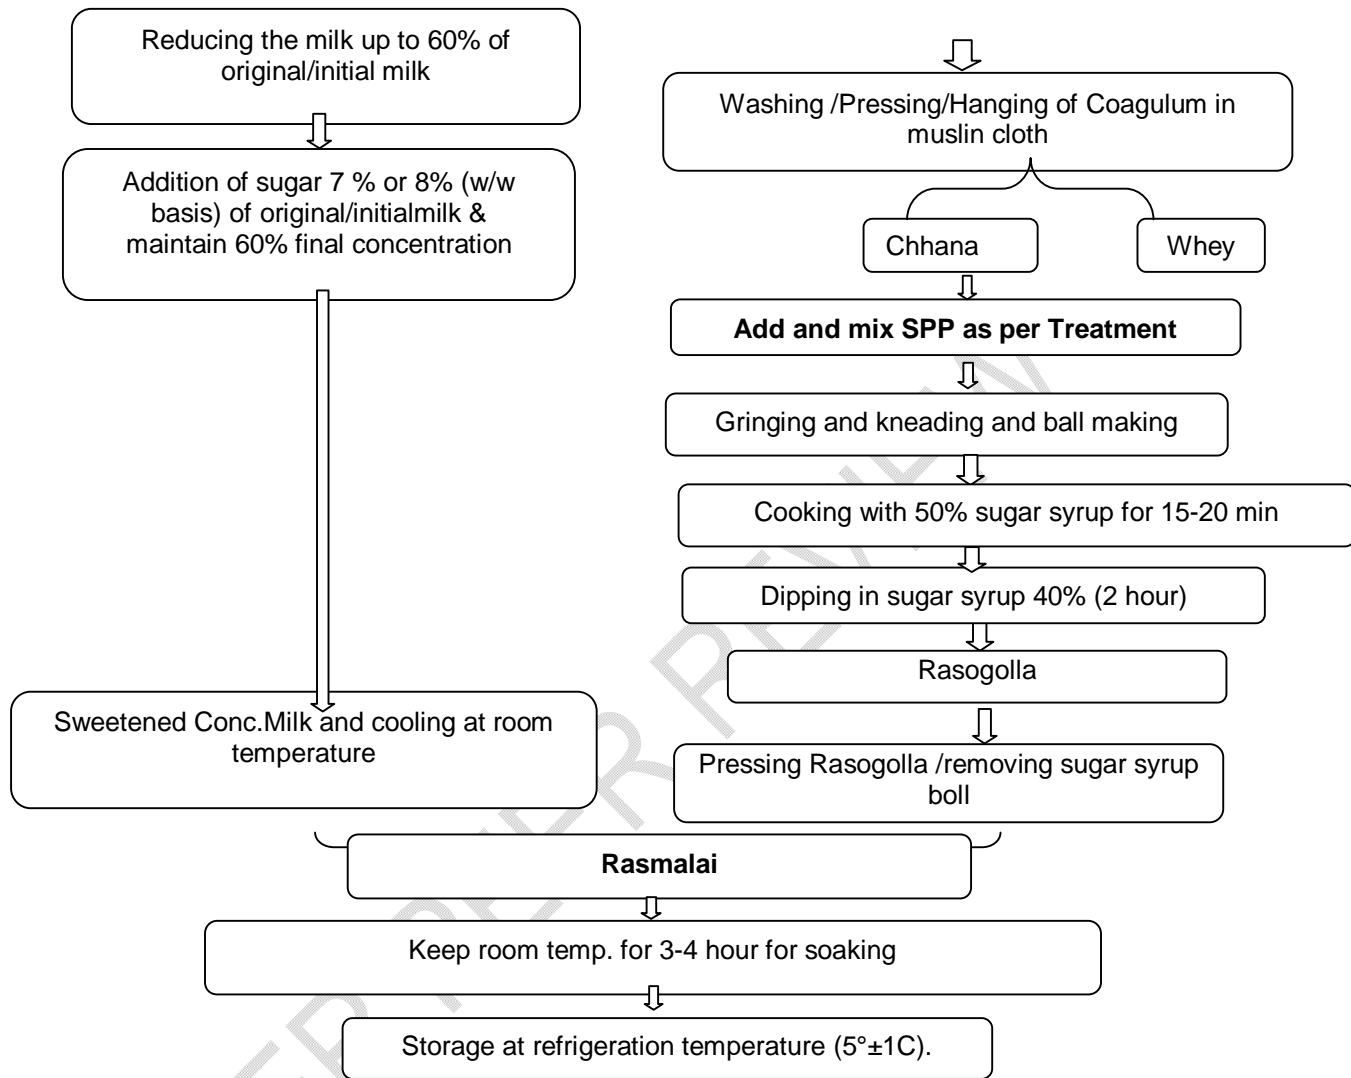 Reducing the milk up to 60% of
original/initial milk
Addition of sugar 7 % or 8% (w/w
basis) of original/initialmilk &
maintain 60% final concentration
Sweetened Conc.Milk and cooling at room
temperature
Washing /Pressing/Hanging of Coagulum in
muslin cloth
Chhana
Whey
Add and mix SPP as per Treatment
Gringing and kneading and ball making
Cooking with 50% sugar syrup for 15-20 min
Dipping in sugar syrup 40% (2 hour)
Rasogolla
Pressing Rasogolla /removing sugar syrup
boll
Rasmalai
Keep room temp. for 3-4 hour for soaking
Storage at refrigeration temperature (5°±1C).
ER PEER REVIEW